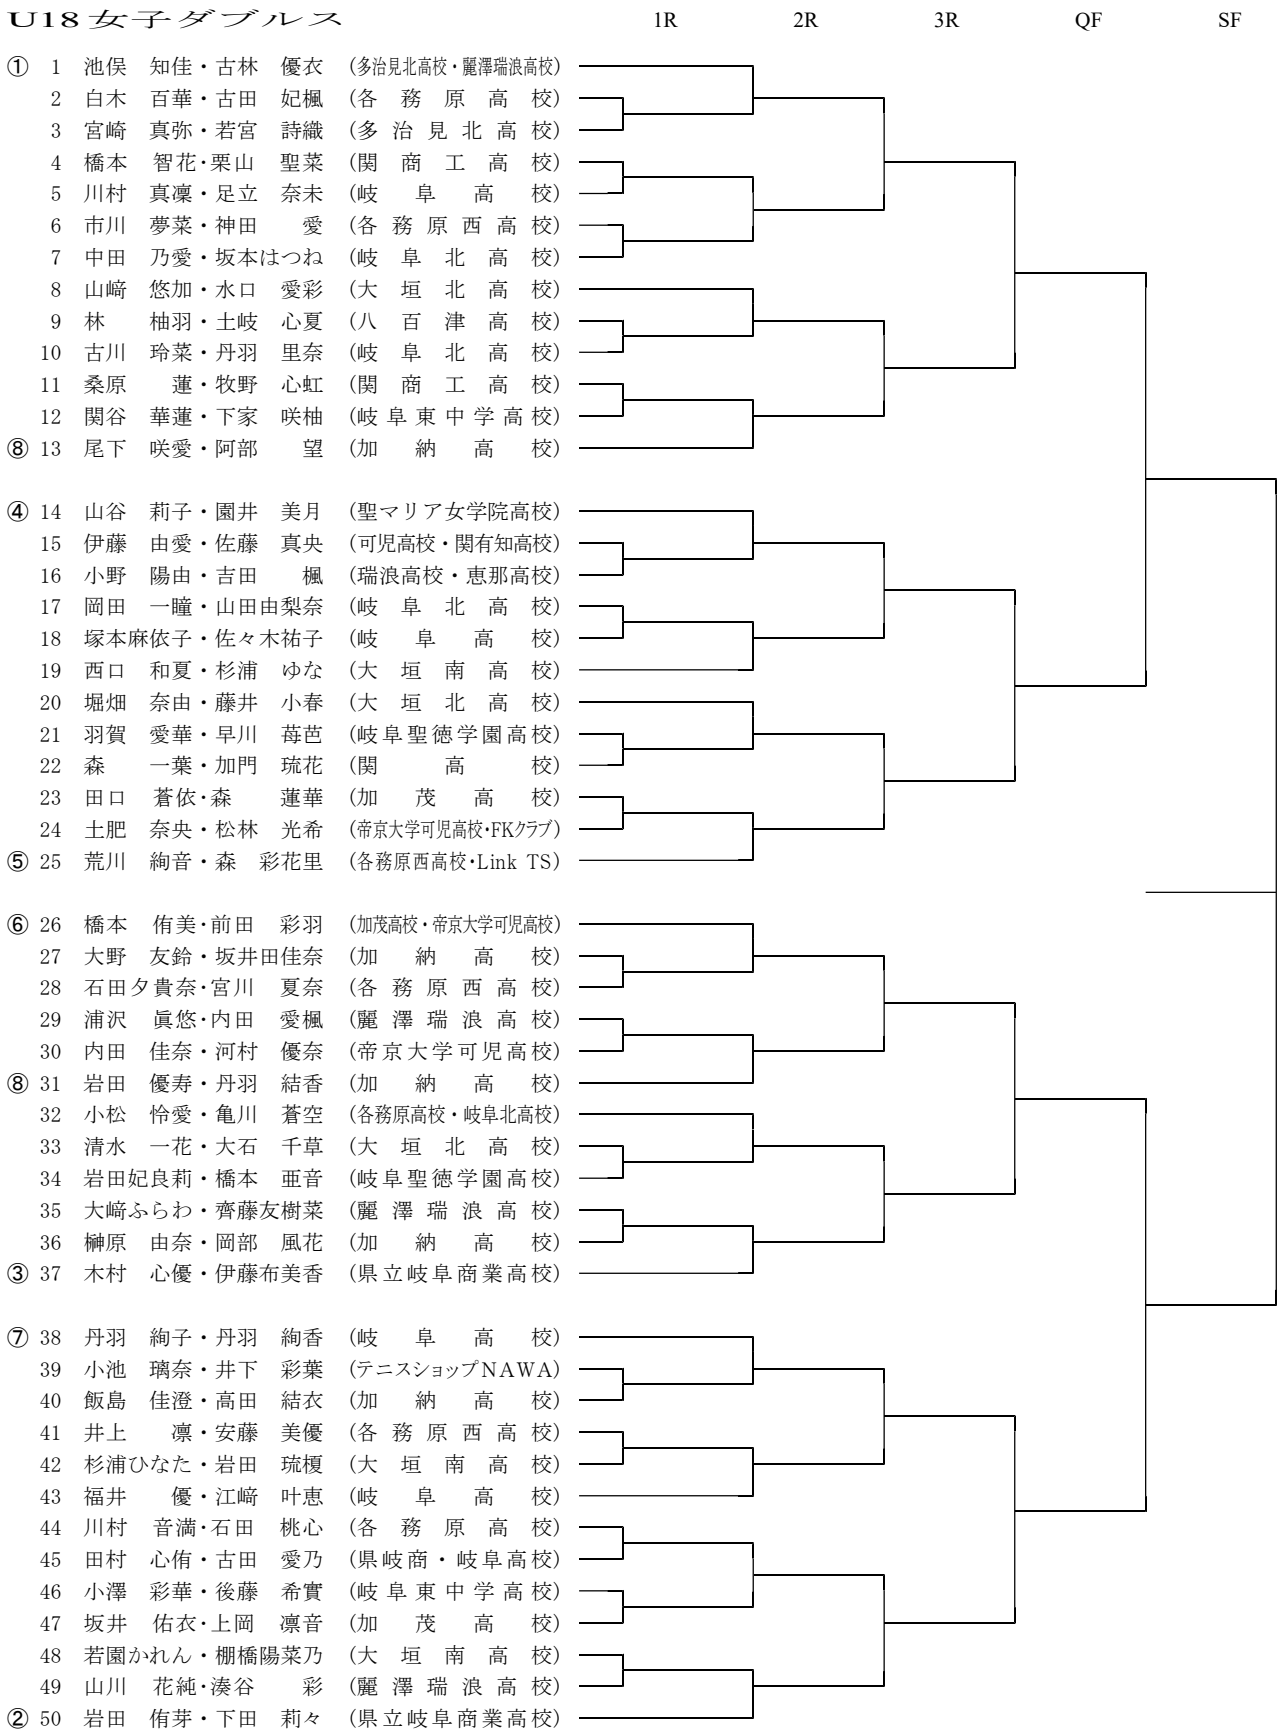 U18女子ダブルス 1R 2R 3R QF SF
① 1 池俣 知佳・古林 優衣 (多治見北高校・麗澤瑞浪高校)
2 白木 百華・古田 妃楓 (各務原高校)
3 宮崎 真弥・若宮 詩織 (多治見北高校)
4 橋本 智花・栗山 聖菜 (関商工高校)
5 川村 真凜・足立 奈未 (岐阜高校)
6 市川 夢菜・神田 愛 (各務原西高校)
7 中田 乃愛・坂本はつね (岐阜北高校)
8 山﨑 悠加・水口 愛彩 (大垣北高校)
9 林 柚羽・土岐 心夏 (八百津高校)
10 古川 玲菜・丹羽 里奈 (岐阜北高校)
11 桑原 蓮・牧野 心虹 (関商工高校)
12 関谷 華蓮・下家 咲柚 (岐阜東中学高校)
⑧ 13 尾下 咲愛・阿部 望 (加納高校)
④ 14 山谷 莉子・園井 美月 (聖マリア女学院高校)
15 伊藤 由愛・佐藤 真央 (可児高校・関有知高校)
16 小野 陽由・吉田 楓 (瑞浪高校・恵那高校)
17 岡田 一瞳・山田由梨奈 (岐阜北高校)
18 塚本麻依子・佐々木祐子 (岐阜高校)
19 西口 和夏・杉浦 ゆな (大垣南高校)
20 堀畑 奈由・藤井 小春 (大垣北高校)
21 羽賀 愛華・早川 苺芭 (岐阜聖徳学園高校)
22 森 一葉・加門 琉花 (関高校)
23 田口 蒼依・森 蓮華 (加茂高校)
24 土肥 奈央・松林 光希 (帝京大学可児高校・FKクラブ)
⑤ 25 荒川 絢音・森 彩花里 (各務原西高校・Link TS)
⑥ 26 橋本 侑美・前田 彩羽 (加茂高校・帝京大学可児高校)
27 大野 友鈴・坂井田佳奈 (加納高校)
28 石田夕貴奈・宮川 夏奈 (各務原西高校)
29 浦沢 眞悠・内田 愛楓 (麗澤瑞浪高校)
30 内田 佳奈・河村 優奈 (帝京大学可児高校)
⑧ 31 岩田 優寿・丹羽 結香 (加納高校)
32 小松 怜愛・亀川 蒼空 (各務原高校・岐阜北高校)
33 清水 一花・大石 千草 (大垣北高校)
34 岩田妃良莉・橋本 亜音 (岐阜聖徳学園高校)
35 大﨑ふらわ・齊藤友樹菜 (麗澤瑞浪高校)
36 榊原 由奈・岡部 風花 (加納高校)
③ 37 木村 心優・伊藤布美香 (県立岐阜商業高校)
⑦ 38 丹羽 絢子・丹羽 絢香 (岐阜高校)
39 小池 璃奈・井下 彩葉 (テニスショップNAWA)
40 飯島 佳澄・高田 結衣 (加納高校)
41 井上 凛・安藤 美優 (各務原西高校)
42 杉浦ひなた・岩田 琉榎 (大垣南高校)
43 福井 優・江﨑 叶恵 (岐阜高校)
44 川村 音満・石田 桃心 (各務原高校)
45 田村 心侑・古田 愛乃 (県岐商・岐阜高校)
46 小澤 彩華・後藤 希實 (岐阜東中学高校)
47 坂井 佑衣・上岡 凛音 (加茂高校)
48 若園かれん・棚橋陽菜乃 (大垣南高校)
49 山川 花純・湊谷 彩 (麗澤瑞浪高校)
② 50 岩田 侑芽・下田 莉々 (県立岐阜商業高校)